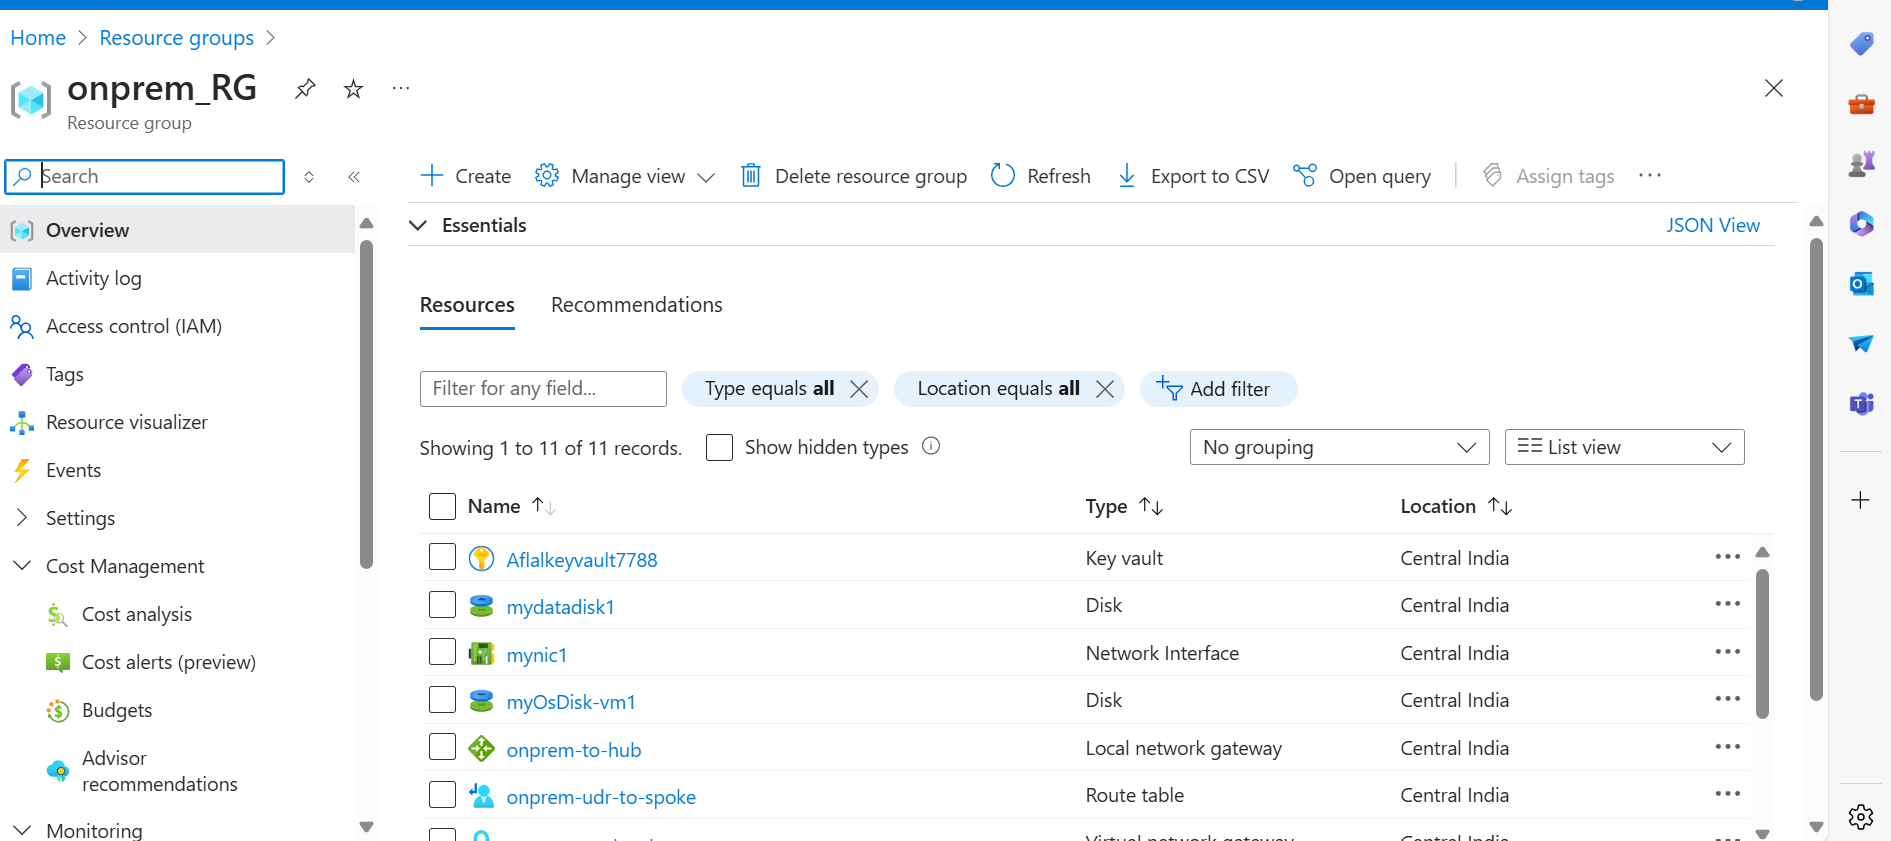 Home > Resource groups >
onprem_RG
Resource group
Search
Overview
Activity log
Access control (IAM)
Tags
Resource visualizer
Events
Settings
Cost Management
Cost analysis
Cost alerts (preview)
Budgets
Advisor
recommendations
Monitoring
Create Manage view Delete resource group Refresh Export to CSV Open query Assign tags
Essentials JSON View
Resources Recommendations
Filter for any field... Type equals all Location equals all Add filter
Showing 1 to 11 of 11 records. Show hidden types No grouping List view
Name Type Location
Aflalkeyvault7788 Key vault Central India
mydatadisk1 Disk Central India
mynic1 Network Interface Central India
myOsDisk-vm1 Disk Central India
onprem-to-hub Local network gateway Central India
onprem-udr-to-spoke Route table Central India
Virtual network gateway Central India